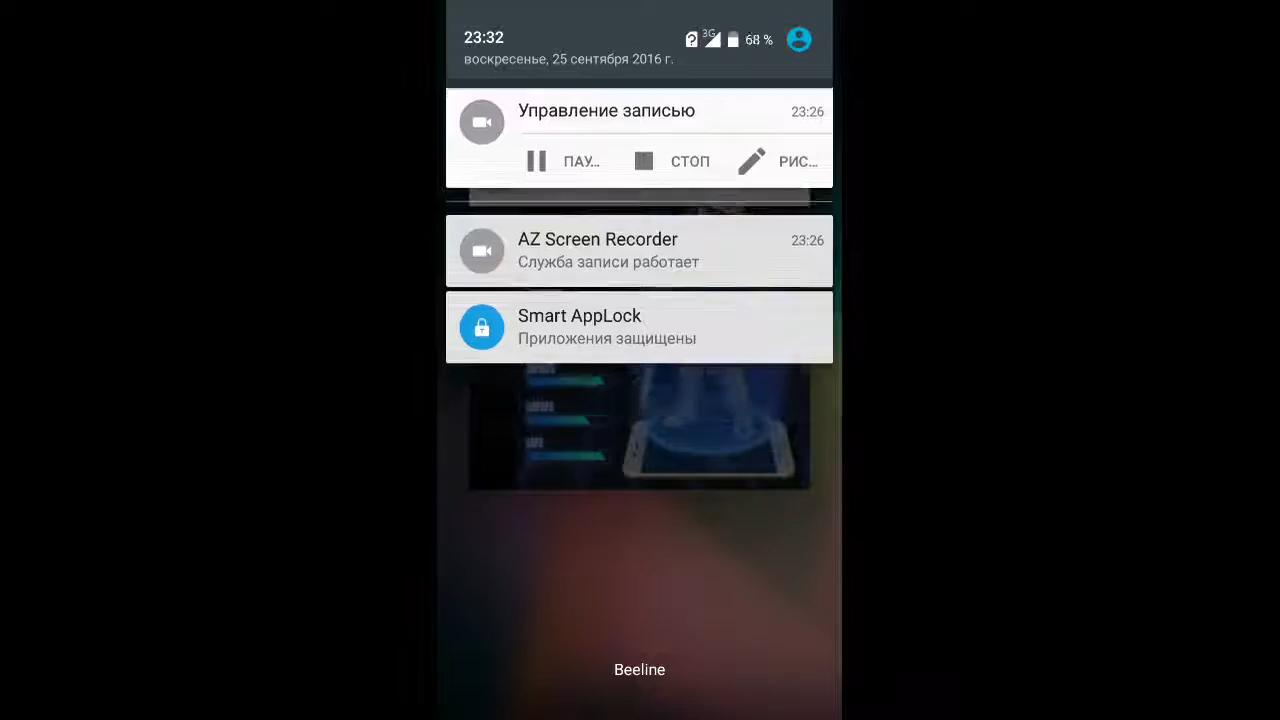 23:32
3G
68 %
воскресенье, 25 сентября 2016 г.
Управление записью
23:26
ПАУ...
СТОП
РИС...
AZ Screen Recorder
23:26
Служба записи работает
Smart AppLock
Приложения защищены
Beeline